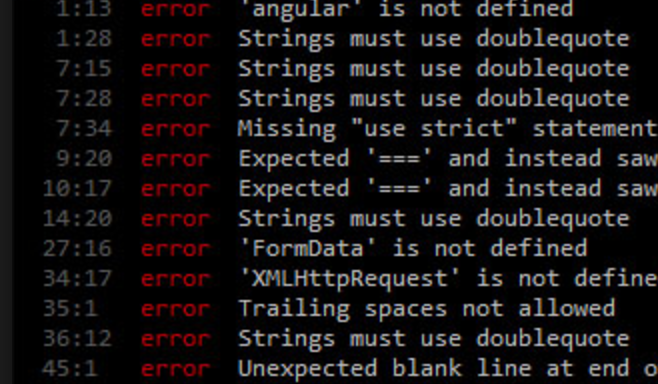 1:13 error 'angular' is not defined
1:28 error Strings must use doublequote
7:15 error Strings must use doublequote
7:28 error Strings must use doublequote
7:34 error Missing "use strict" statement
9:20 error Expected '===' and instead saw
10:17 error Expected '===' and instead saw
14:20 error Strings must use doublequote
27:16 error 'FormData' is not defined
34:17 error 'XMLHttpRequest' is not define
35:1 error Trailing spaces not allowed
36:12 error Strings must use doublequote
45:1 error Unexpected blank line at end o